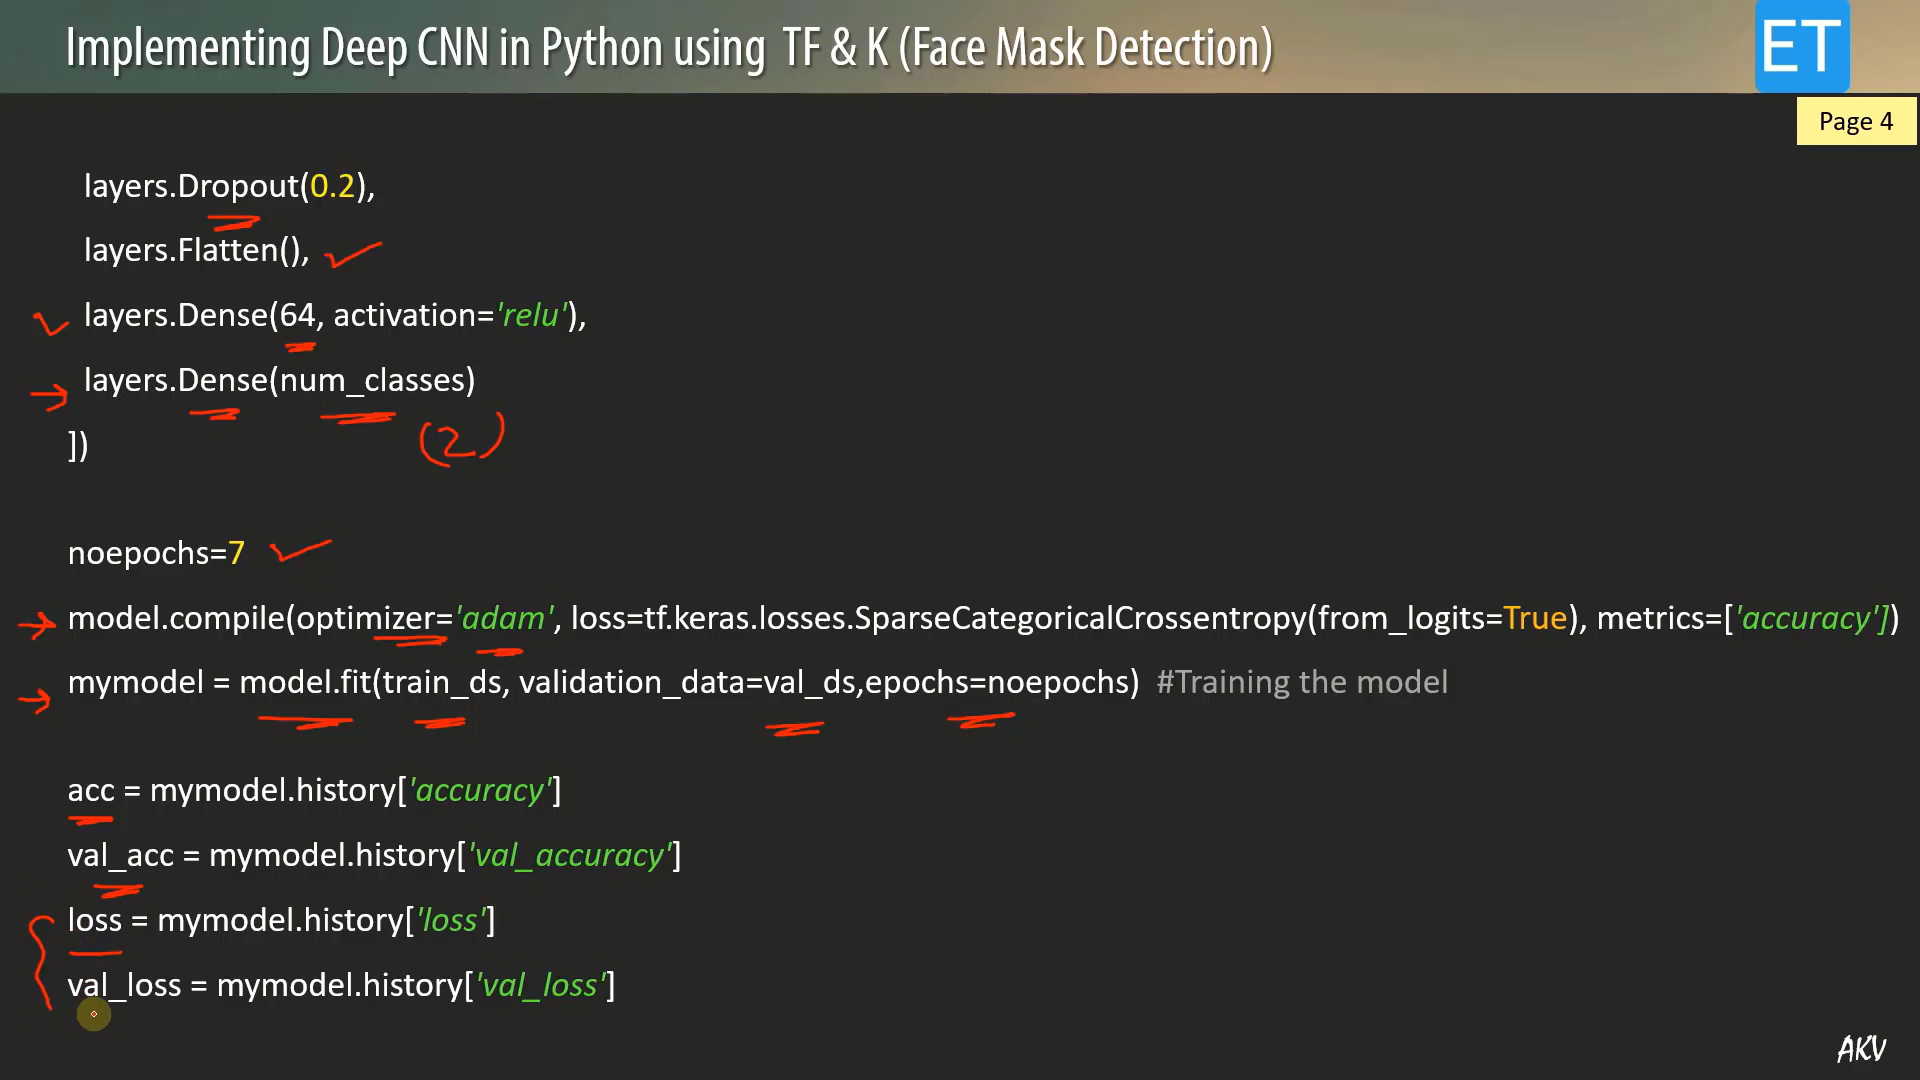 Implementing Deep CNN in Python using TF & K (Face Mask Detection)
ET
Page 4
layers.Dropout(0.2),
layers.Flatten(),
layers.Dense(64, activation='relu'),
layers.Dense(num_classes)
(2)
])
noepochs=7
model.compile(optimizer='adam', loss=tf.keras.losses.SparseCategoricalCrossentropy(from_logits=True), metrics=['accuracy'])
mymodel = model.fit(train_ds, validation_data=val_ds,epochs=noepochs) #Training the model
acc = mymodel.history['accuracy']
val_acc = mymodel.history['val_accuracy']
loss = mymodel.history['loss']
val_loss = mymodel.history['val_loss']
AKV